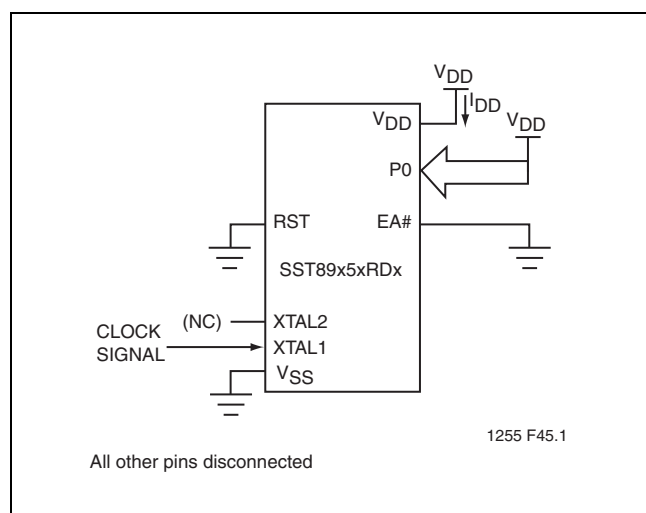 VDD
IDD
VDD
VDD
P0
RST
EA#
SST89x5xRDx
(NC)
XTAL2
CLOCK
SIGNAL
XTAL1
VSS
1255 F45.1
All other pins disconnected